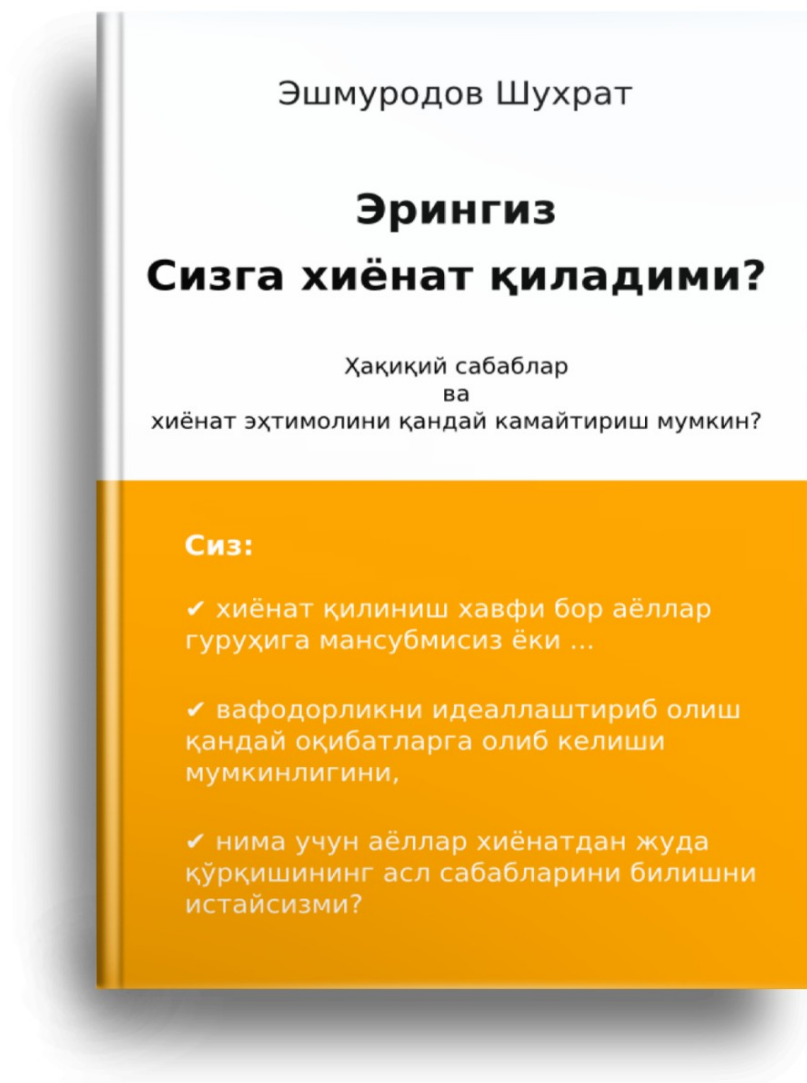 Эшмуродов Шухрат
Эрингиз
Сизга хиёнат қиладими?
Ҳақиқий сабаблар
ва
хиёнат эҳтимолини қандай камайтириш мумкин?
Сиз:
✔ хиёнат қилиниш хавфи бор аёллар
гуруҳига мансубмисиз ёки ...
✔ вафодорликни идеаллаштириб олиш
қандай оқибатларга олиб келиши
мумкинлигини,
✔ нима учун аёллар хиёнатдан жуда
қўрқишининг асл сабабларини билишни
истайсизми?